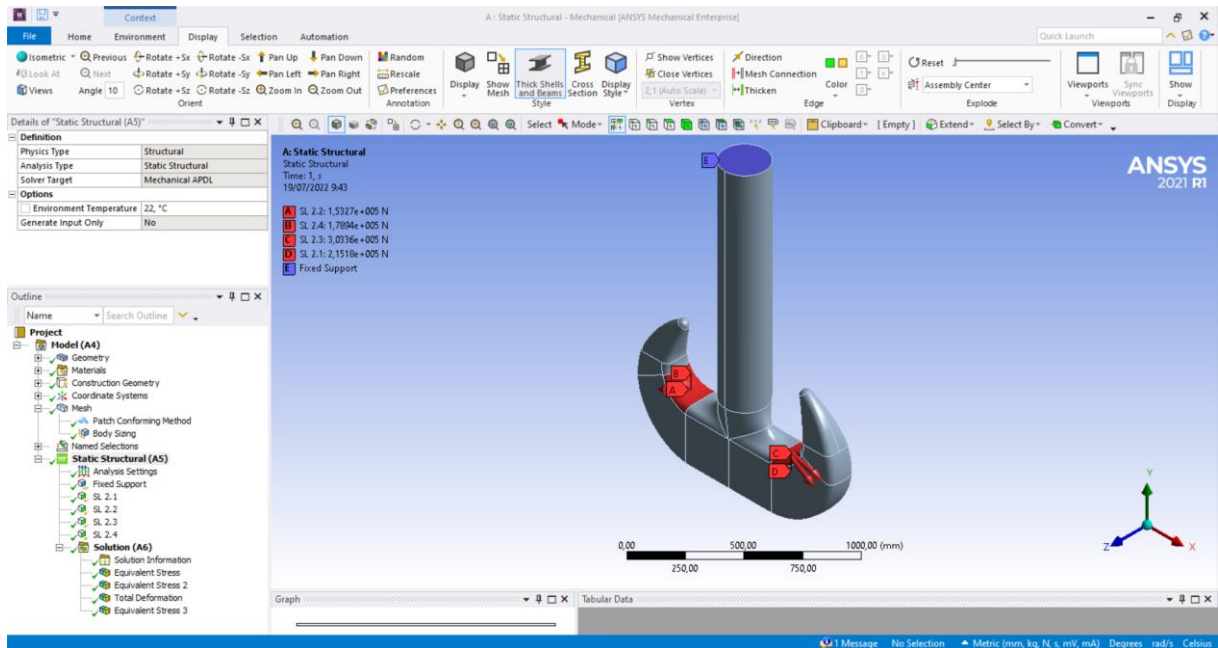 Context
A : Static Structural - Mechanical [ANSYS Mechanical Enterprise]
File Home Environment Display Selection Automation
Quick Launch
Isometric Previous Rotate +Sx Rotate -Sx Pan Up Pan Down Random
Look At Next Rotate +Sy Rotate -Sy Pan Left Pan Right Rescale
Views Angle 10 Rotate +Sz Rotate -Sz Zoom In Zoom Out Preferences
Orient
Annotation
Display
Show Mesh
Thick Shells and Beams
Cross Section
Display Style
Style
Show Vertices
Close Vertices
2,1 (Auto Scale)
Vertex
Direction
Mesh Connection
Thicken
Color
Edge
Reset
Assembly Center
Explode
Viewports
Sync Viewports
Viewports
Show
Display
Details of "Static Structural (A5)"
Definition
Physics Type Structural
Analysis Type Static Structural
Solver Target Mechanical APDL
Options
Environment Temperature 22, °C
Generate Input Only No
Select Mode Clipboard [ Empty ] Extend Select By Convert
A: Static Structural
Static Structural
Time: 1, s
19/07/2022 9:43
A SL 2.2: 1,5327e+005 N
B SL 2.4: 1,7894e+005 N
C SL 2.3: 3,0336e+005 N
D SL 2.1: 2,1518e+005 N
E Fixed Support
E
B
A
C
D
ANSYS
2021 R1
Outline
Name Search Outline
Project
Model (A4)
Geometry
Materials
Construction Geometry
Coordinate Systems
Mesh
Patch Conforming Method
Body Sizing
Named Selections
Static Structural (A5)
Analysis Settings
Fixed Support
SL 2.1
SL 2.2
SL 2.3
SL 2.4
Solution (A6)
Solution Information
Equivalent Stress
Equivalent Stress 2
Total Deformation
Equivalent Stress 3
0,00 500,00 1000,00 (mm)
250,00 750,00
Y
Z X
Graph
Tabular Data
1 Message No Selection Metric (mm, kg, N, s, mV, mA) Degrees rad/s Celsius